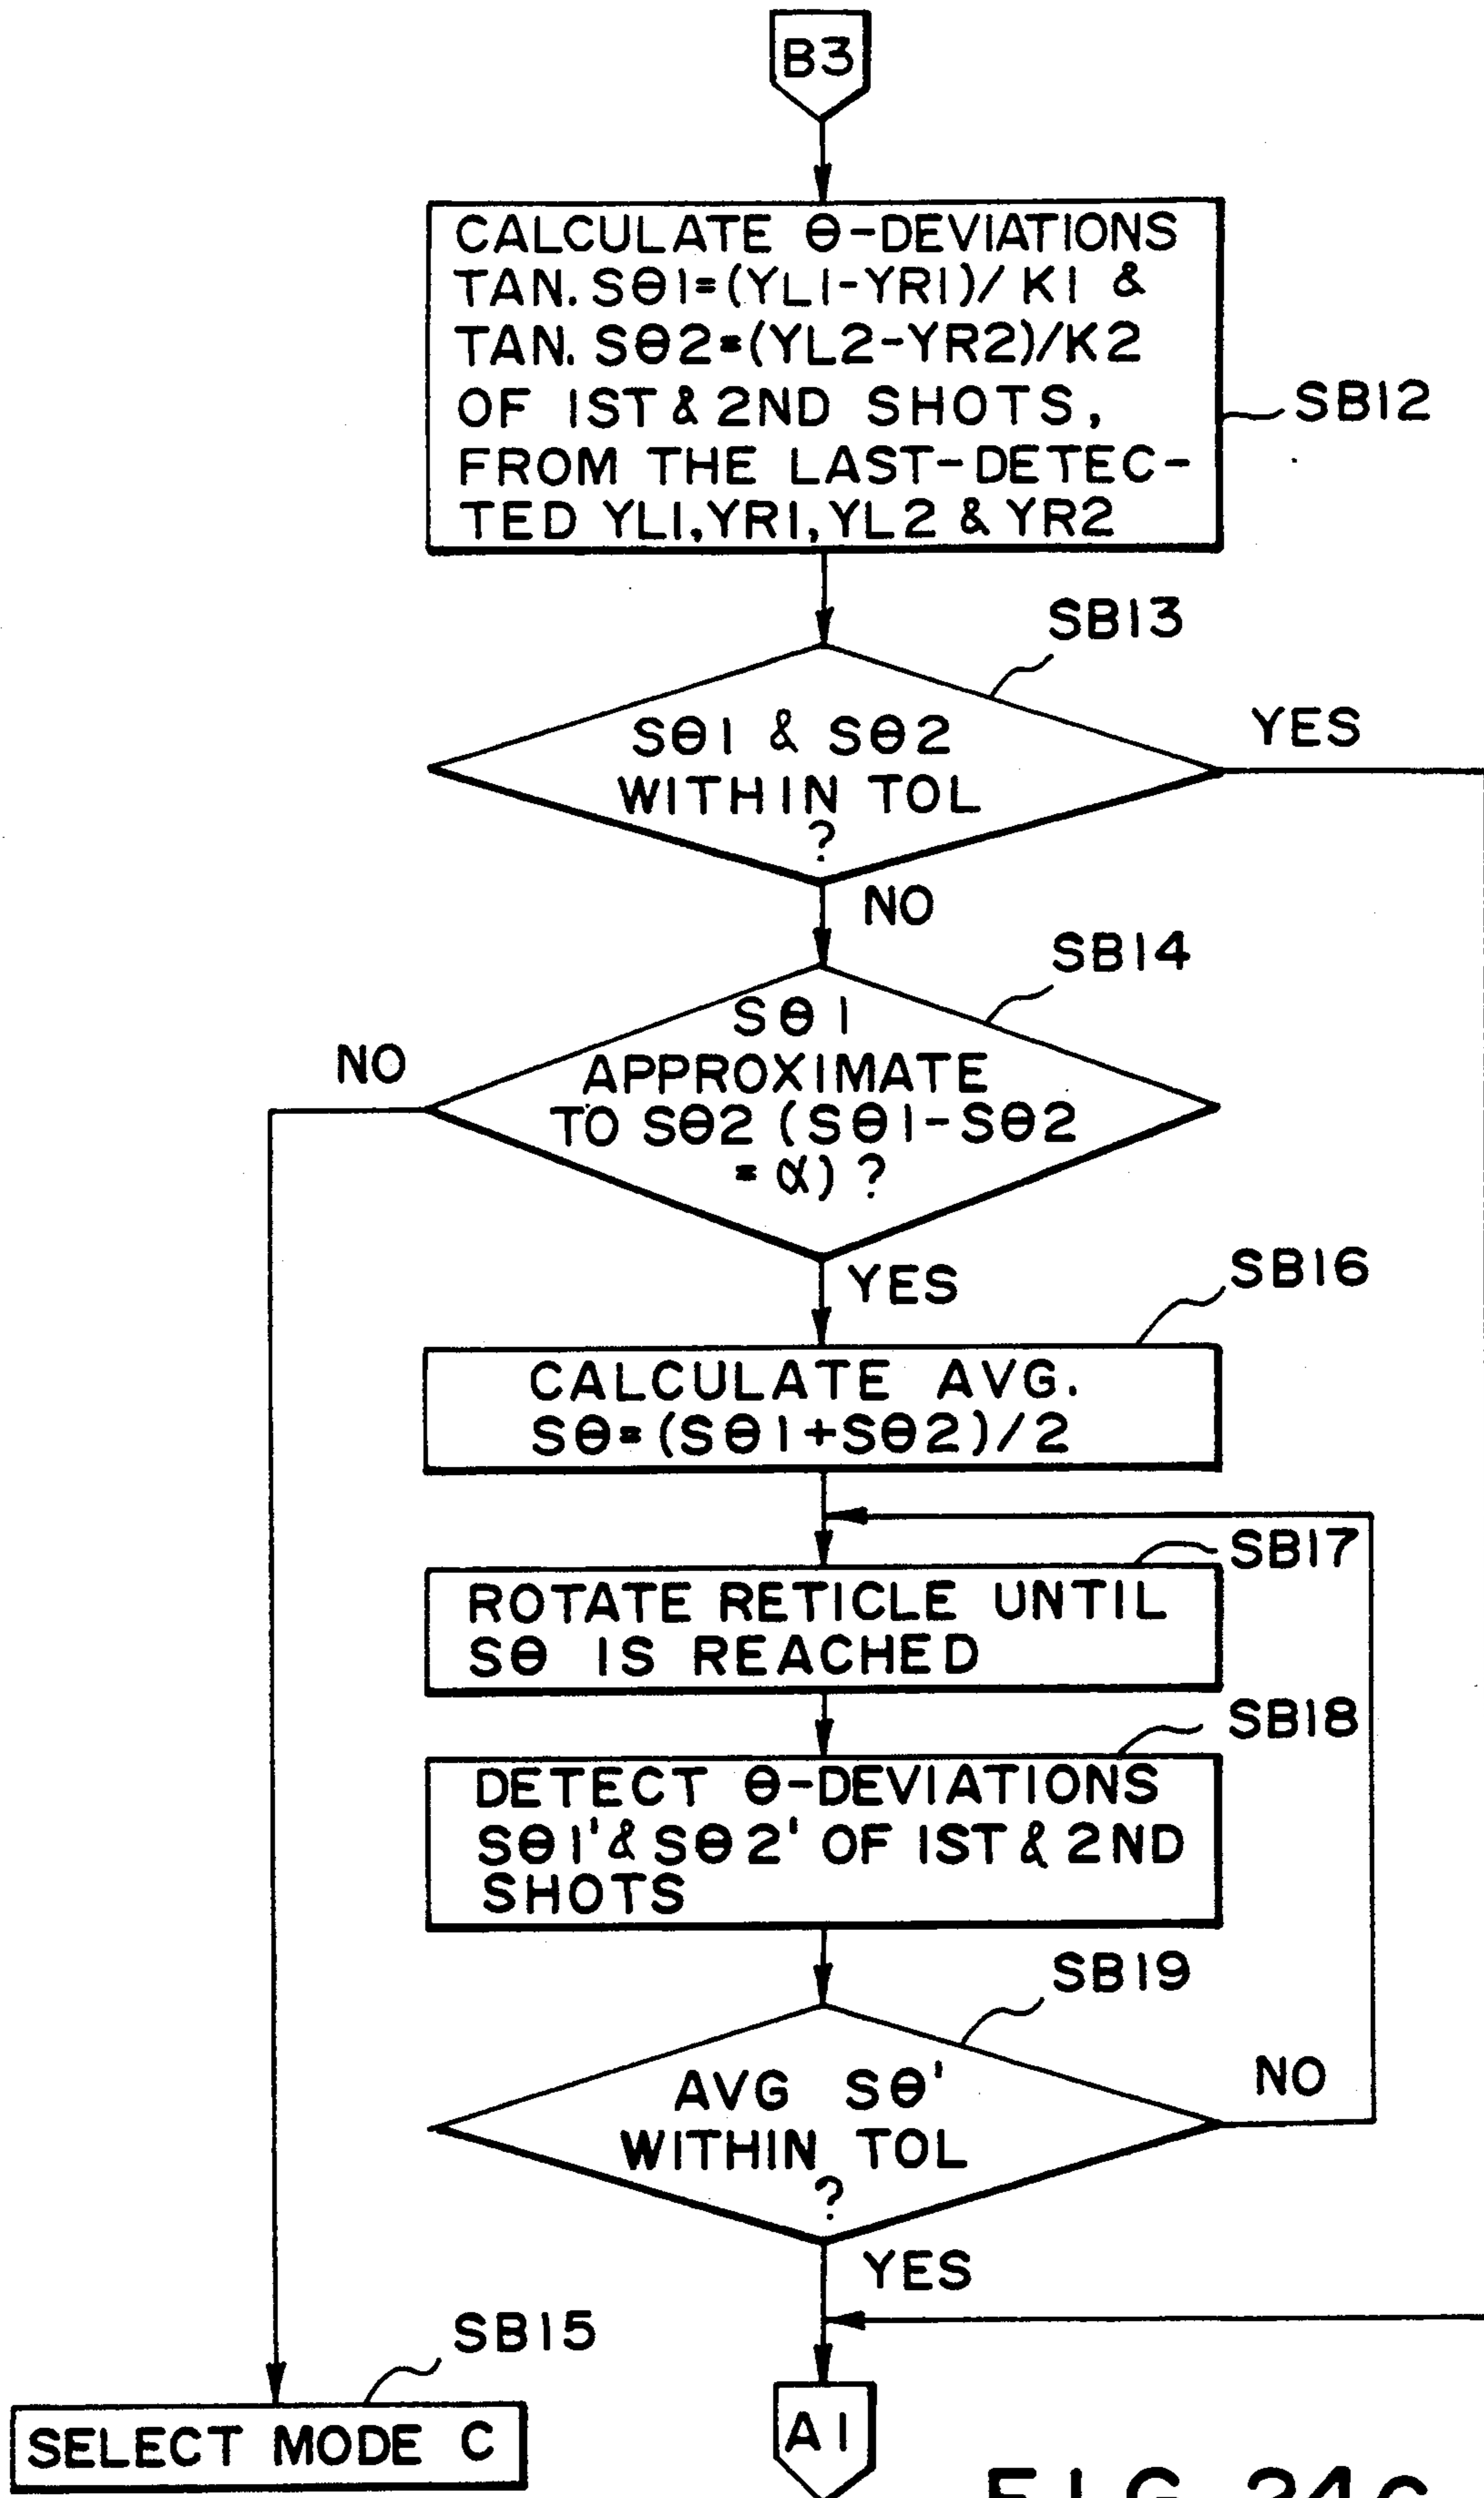 B3
CALCULATE Θ-DEVIATIONS
TAN. SΘ1=(YL1-YR1)/K1 &
TAN. SΘ2=(YL2-YR2)/K2
OF 1ST & 2ND SHOTS,
FROM THE LAST-DETEC-
TED YL1,YR1,YL2 & YR2
SB12
SB13
SΘ1 & SΘ2
WITHIN TOL
?
YES
NO
SB14
SΘ1
APPROXIMATE
TO SΘ2 (SΘ1-SΘ2
=α)?
NO
YES
SB16
CALCULATE AVG.
SΘ=(SΘ1+SΘ2)/2
SB17
ROTATE RETICLE UNTIL
SΘ IS REACHED
SB18
DETECT Θ-DEVIATIONS
SΘ1'& SΘ2' OF 1ST & 2ND
SHOTS
SB19
AVG SΘ'
WITHIN TOL
?
NO
YES
SB15
SELECT MODE C
A1
FIG. 24C